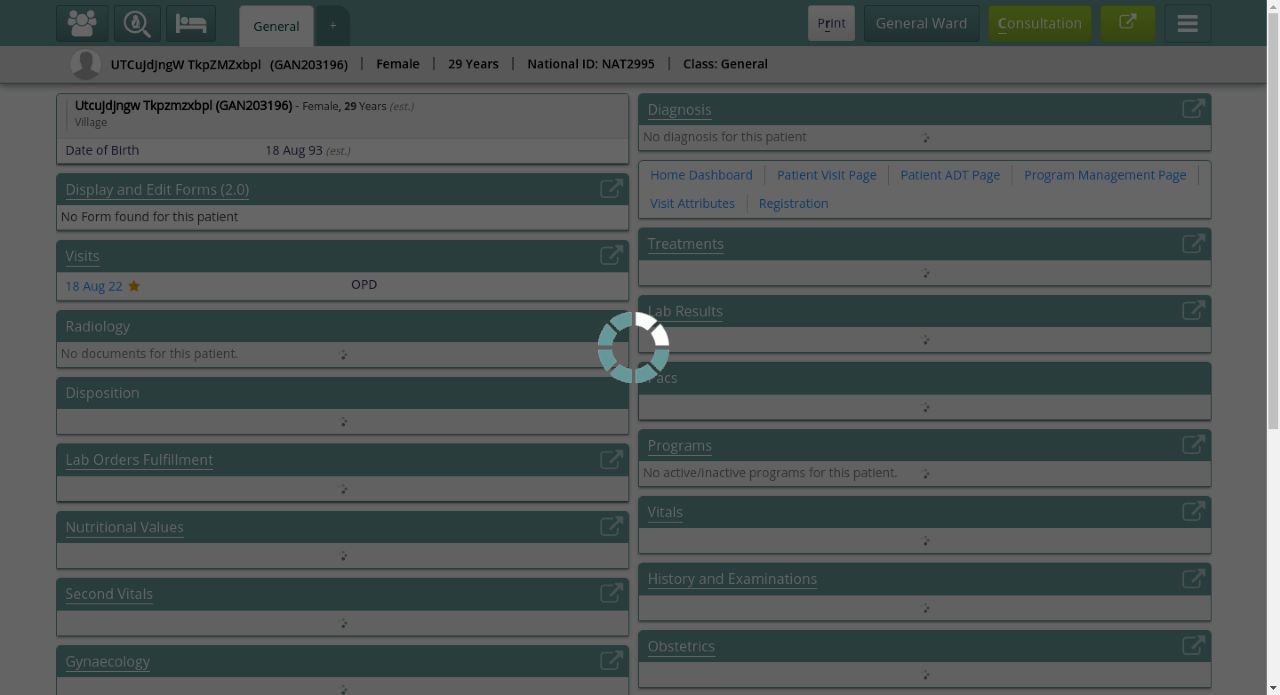 General
+
Print
General Ward
Consultation
UTCuJdJngW TkpZMZxbpl (GAN203196) | Female | 29 Years | National ID: NAT2995 | Class: General
UtcuJdJngw Tkpzmzxbpl (GAN203196) - Female, 29 Years (est.)
Village
Date of Birth 18 Aug 93 (est.)
Display and Edit Forms (2.0)
No Form found for this patient
Visits
18 Aug 22 OPD
Radiology
No documents for this patient.
Disposition
Lab Orders Fulfillment
Nutritional Values
Second Vitals
Gynaecology
Diagnosis
No diagnosis for this patient
Home Dashboard | Patient Visit Page | Patient ADT Page | Program Management Page |
Visit Attributes | Registration
Treatments
Lab Results
Pacs
Programs
No active/inactive programs for this patient.
Vitals
History and Examinations
Obstetrics